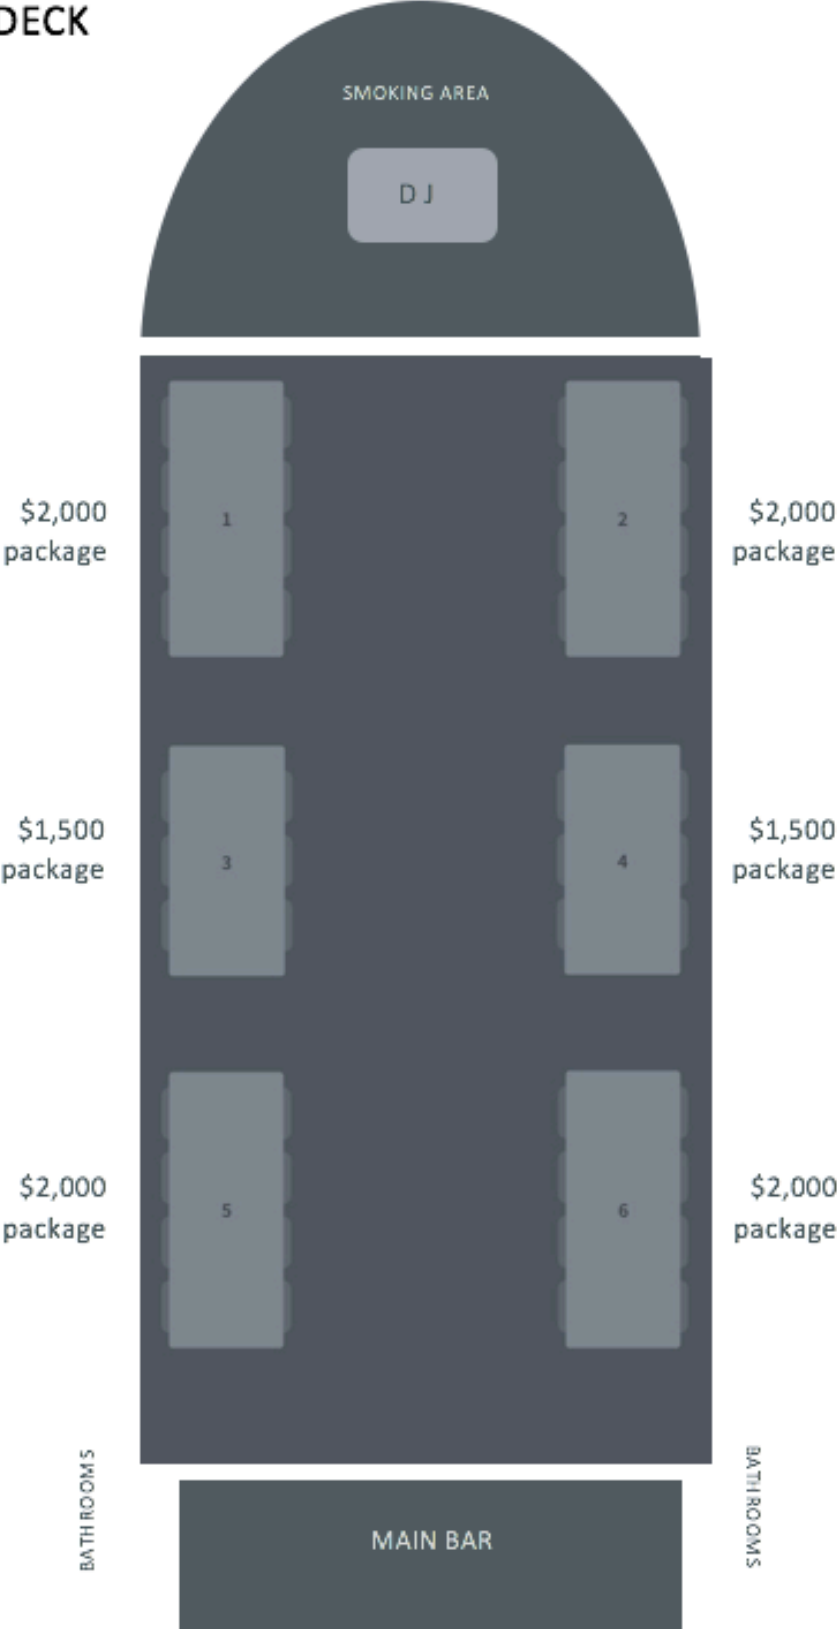 DECK
SMOKING AREA
DJ
$2,000
package
1
2
$2,000
package
$1,500
package
3
4
$1,500
package
$2,000
package
5
6
$2,000
package
BATHROOMS
MAIN BAR
BATHROOMS